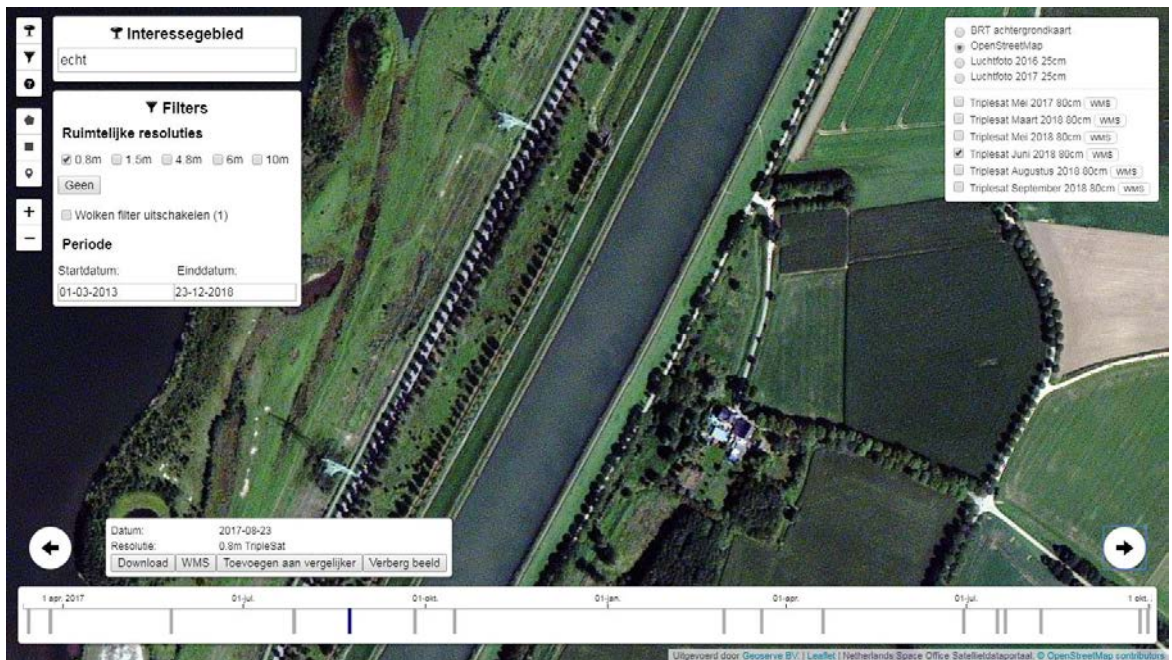 Interessegebied
echt
Filters
Ruimtelijke resoluties
0.8m 1.5m 4.8m 6m 10m
Geen
Wolken filter uitschakelen (1)
Periode
Startdatum: Einddatum:
01-03-2013 23-12-2018
BRT achtergrondkaart
OpenStreetMap
Luchtfoto 2016 25cm
Luchtfoto 2017 25cm
Triplesat Mei 2017 80cm WMS
Triplesat Maart 2018 80cm WMS
Triplesat Mei 2018 80cm WMS
Triplesat Juni 2018 80cm WMS
Triplesat Augustus 2018 80cm WMS
Triplesat September 2018 80cm WMS
Datum: 2017-08-23
Resolutie: 0.8m TripleSat
Download WMS Toevoegen aan vergelijker Verberg beeld
1 apr. 2017 01-jul. 01-okt. 01-jan. 01-apr. 01-jul. 1 okt.
Uitgevoerd door Geoserve BV. | Leaflet | Netherlands Space Office Satellietdataportaal, © OpenStreetMap contributors